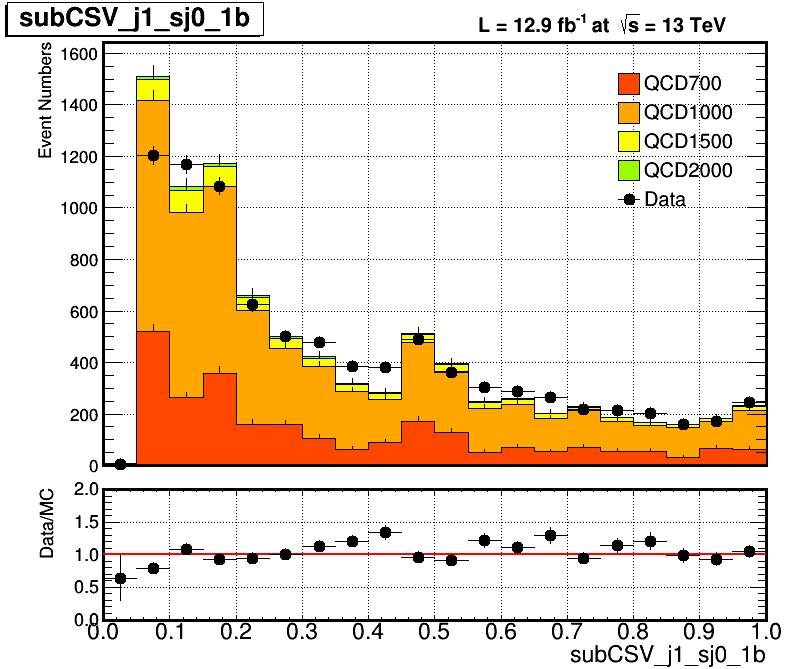 subCSV_j1_sj0_1b
L = 12.9 fb⁻¹ at √s = 13 TeV
Event Numbers
1600
1400
1200
1000
800
600
400
200
0
QCD700
QCD1000
QCD1500
QCD2000
Data
Data/MC
2.0
1.5
1.0
0.5
0.0
0.0 0.1 0.2 0.3 0.4 0.5 0.6 0.7 0.8 0.9 1.0
subCSV_j1_sj0_1b